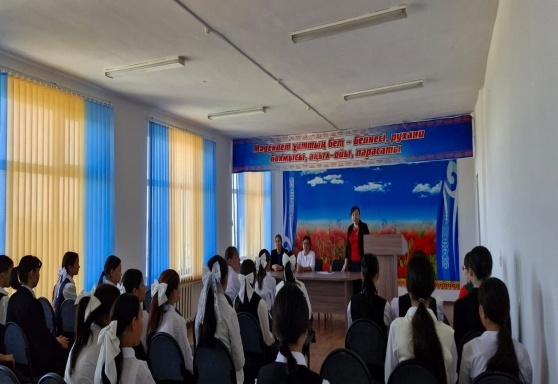 Мәдениет ұлттың бет - бейнесі, рухани
болмысы, ақыл-ойы, парасаты